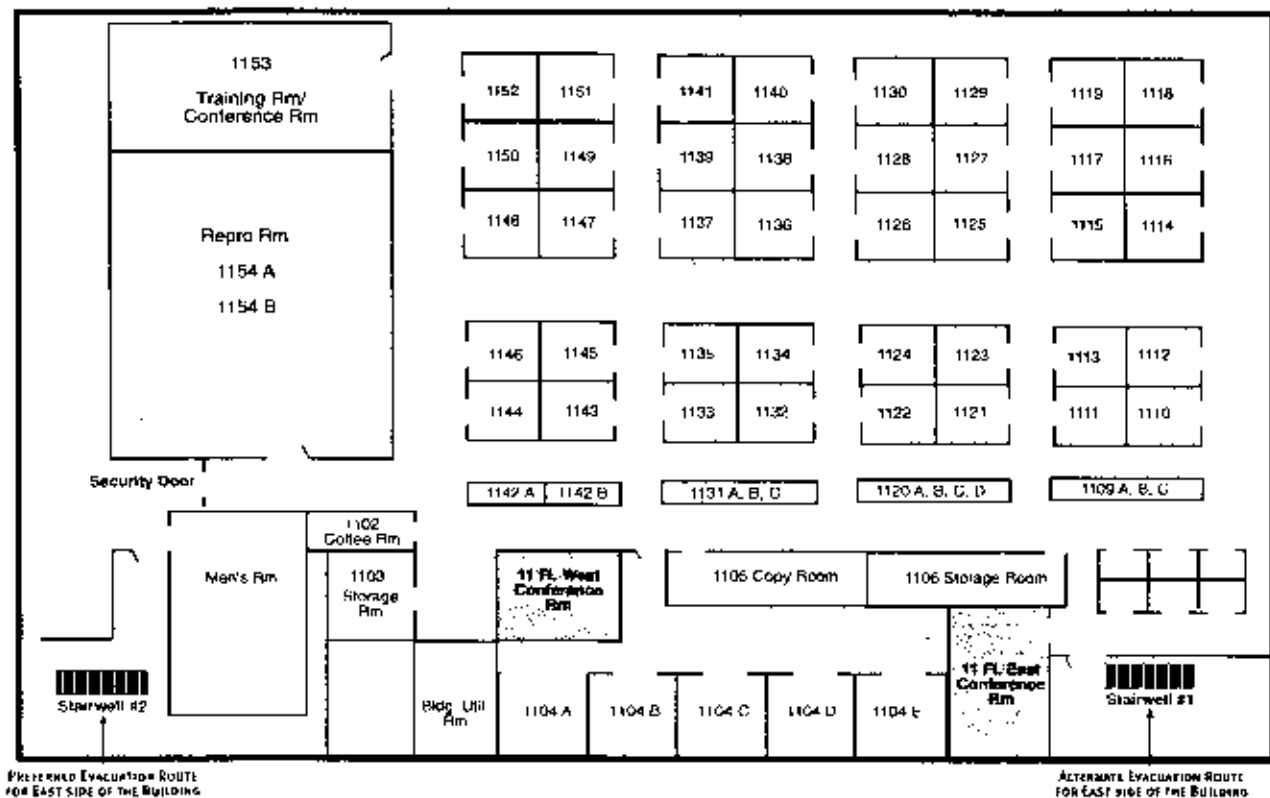 1153
Training Rm/
Conference Rm
1152 1151 1141 1140 1130 1129 1119 1118
1150 1149 1139 1138 1128 1127 1117 1116
1148 1147 1137 1136 1126 1125 1115 1114
Repro Rm
1154 A
1154 B
1146 1145 1135 1134 1124 1123 1113 1112
1144 1143 1133 1132 1122 1121 1111 1110
Security Door
1142 A 1142 B 1131 A, B, C 1120 A, B, C, D 1109 A, B, C
1102
Coffee Rm
Men's Rm
1103
Storage
Rm
11 FL West
Conference
Rm
1105 Copy Room
1106 Storage Room
11 FL East
Conference
Rm
Stairwell #2
Stairwell #1
Bldg Util
Rm
1104 A 1104 B 1104 C 1104 D 1104 E
PREFERRED EVACUATION ROUTE
FOR EAST SIDE OF THE BUILDING
ALTERNATE EVACUATION ROUTE
FOR EAST SIDE OF THE BUILDING